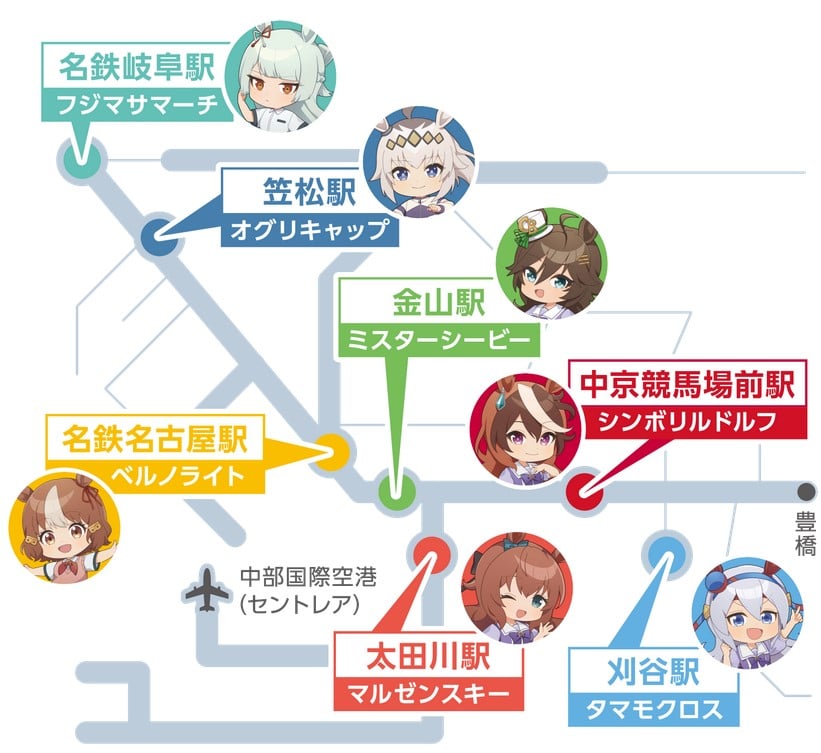 名鉄岐阜駅
フジマサマーチ
笠松駅
オグリキャップ
金山駅
ミスターシービー
中京競馬場前駅
シンボリルドルフ
名鉄名古屋駅
ベルノライト
豊橋
中部国際空港
(セントレア)
太田川駅
マルゼンスキー
刈谷駅
タマモクロス